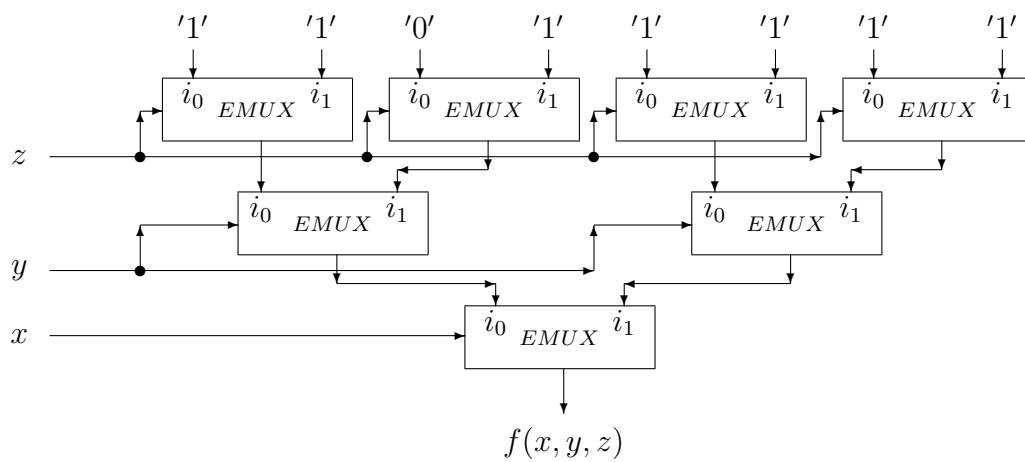 '1' '1' '0' '1' '1' '1' '1' '1'
i₀ i₁ i₀ i₁ i₀ i₁ i₀ i₁
EMUX EMUX EMUX EMUX
z
i₀ i₁ i₀ i₁
EMUX EMUX
y
i₀ i₁
x EMUX
f(x, y, z)